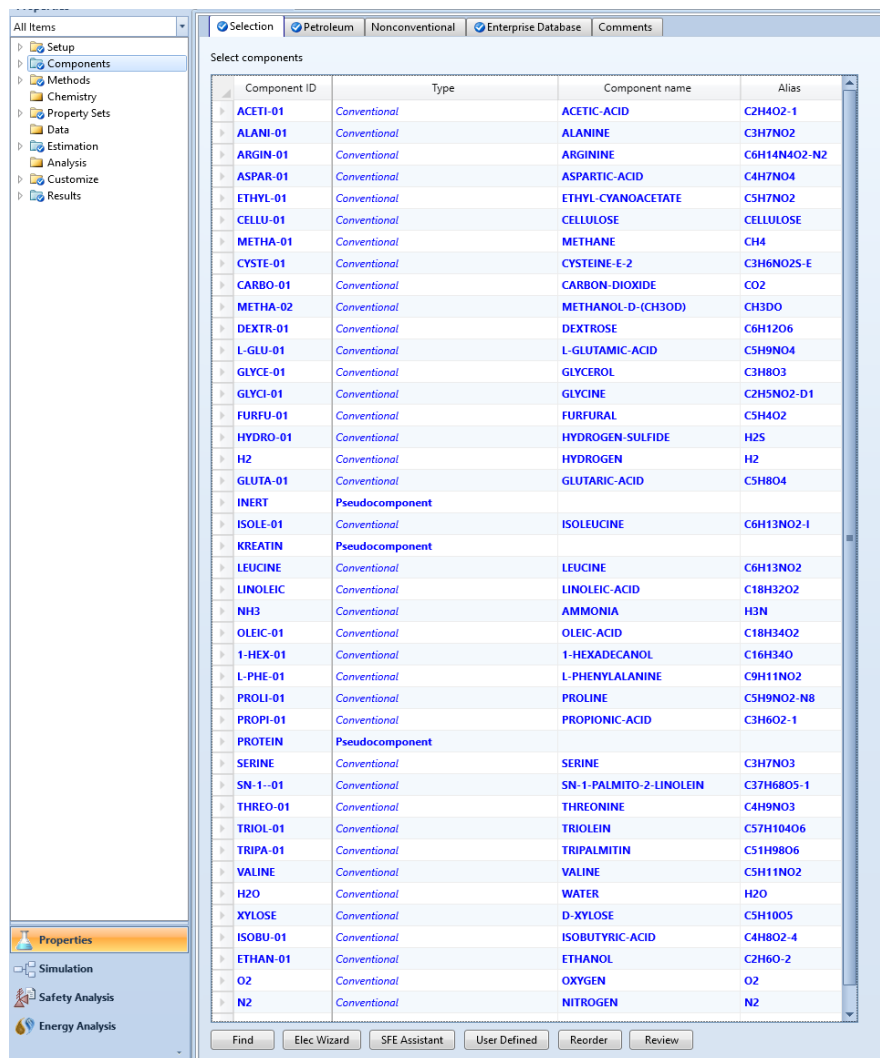 All Items
Setup
Components
Methods
Chemistry
Property Sets
Data
Estimation
Analysis
Customize
Results
Properties
Simulation
Safety Analysis
Energy Analysis
Selection Petroleum Nonconventional Enterprise Database Comments
Select components
Component ID Type Component name Alias
ACETI-01 Conventional ACETIC-ACID C2H4O2-1
ALANI-01 Conventional ALANINE C3H7NO2
ARGIN-01 Conventional ARGININE C6H14N4O2-N2
ASPAR-01 Conventional ASPARTIC-ACID C4H7NO4
ETHYL-01 Conventional ETHYL-CYANOACETATE C5H7NO2
CELLU-01 Conventional CELLULOSE CELLULOSE
METHA-01 Conventional METHANE CH4
CYSTE-01 Conventional CYSTEINE-E-2 C3H6NO2S-E
CARBO-01 Conventional CARBON-DIOXIDE CO2
METHA-02 Conventional METHANOL-D-(CH3OD) CH3DO
DEXTR-01 Conventional DEXTROSE C6H12O6
L-GLU-01 Conventional L-GLUTAMIC-ACID C5H9NO4
GLYCE-01 Conventional GLYCEROL C3H8O3
GLYCI-01 Conventional GLYCINE C2H5NO2-D1
FURFU-01 Conventional FURFURAL C5H4O2
HYDRO-01 Conventional HYDROGEN-SULFIDE H2S
H2 Conventional HYDROGEN H2
GLUTA-01 Conventional GLUTARIC-ACID C5H8O4
INERT Pseudocomponent
ISOLE-01 Conventional ISOLEUCINE C6H13NO2-I
KREATIN Pseudocomponent
LEUCINE Conventional LEUCINE C6H13NO2
LINOLEIC Conventional LINOLEIC-ACID C18H32O2
NH3 Conventional AMMONIA H3N
OLEIC-01 Conventional OLEIC-ACID C18H34O2
1-HEX-01 Conventional 1-HEXADECANOL C16H34O
L-PHE-01 Conventional L-PHENYLALANINE C9H11NO2
PROLI-01 Conventional PROLINE C5H9NO2-N8
PROPI-01 Conventional PROPIONIC-ACID C3H6O2-1
PROTEIN Pseudocomponent
SERINE Conventional SERINE C3H7NO3
SN-1--01 Conventional SN-1-PALMITO-2-LINOLEIN C37H68O5-1
THREO-01 Conventional THREONINE C4H9NO3
TRIOL-01 Conventional TRIOLEIN C57H104O6
TRIPA-01 Conventional TRIPALMITIN C51H98O6
VALINE Conventional VALINE C5H11NO2
H2O Conventional WATER H2O
XYLOSE Conventional D-XYLOSE C5H10O5
ISOBU-01 Conventional ISOBUTYRIC-ACID C4H8O2-4
ETHAN-01 Conventional ETHANOL C2H6O-2
O2 Conventional OXYGEN O2
N2 Conventional NITROGEN N2
Find Elec Wizard SFE Assistant User Defined Reorder Review